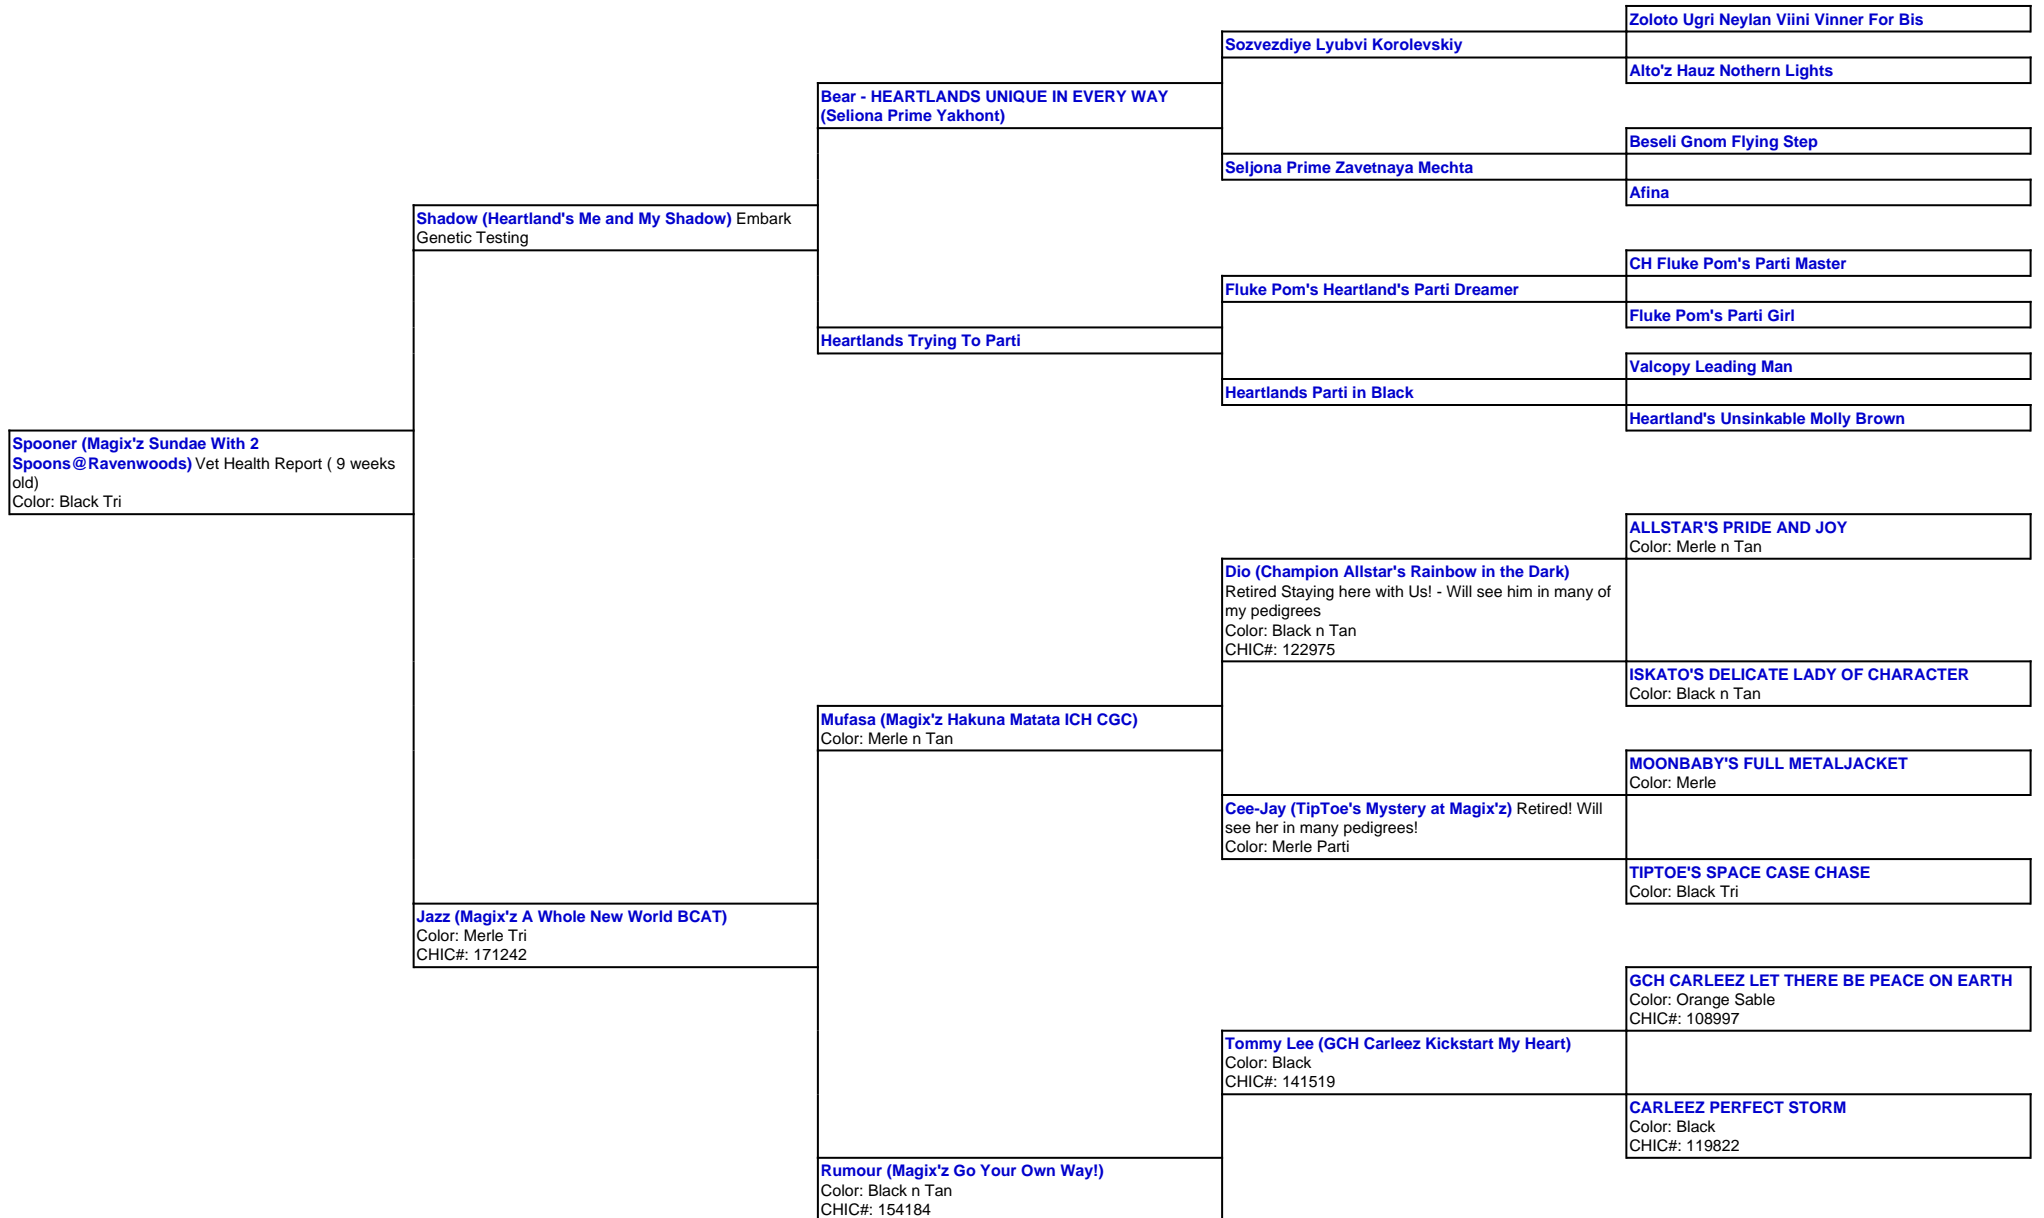 Zoloto Ugri Neylan Viini Vinner For Bis
Sozvezdiye Lyubvi Korolevskiy
Alto'z Hauz Nothern Lights
Bear - HEARTLANDS UNIQUE IN EVERY WAY
(Seliona Prime Yakhont)
Beseli Gnom Flying Step
Seljona Prime Zavetnaya Mechta
Afina
Shadow (Heartland's Me and My Shadow) Embark
Genetic Testing
CH Fluke Pom's Parti Master
Fluke Pom's Heartland's Parti Dreamer
Fluke Pom's Parti Girl
Heartlands Trying To Parti
Valcopy Leading Man
Heartlands Parti in Black
Heartland's Unsinkable Molly Brown
Spooner (Magix'z Sundae With 2
Spoons@Ravenwoods) Vet Health Report ( 9 weeks
old)
Color: Black Tri
ALLSTAR'S PRIDE AND JOY
Color: Merle n Tan
Dio (Champion Allstar's Rainbow in the Dark)
Retired Staying here with Us! - Will see him in many of
my pedigrees
Color: Black n Tan
CHIC#: 122975
ISKATO'S DELICATE LADY OF CHARACTER
Color: Black n Tan
Mufasa (Magix'z Hakuna Matata ICH CGC)
Color: Merle n Tan
MOONBABY'S FULL METALJACKET
Color: Merle
Cee-Jay (TipToe's Mystery at Magix'z) Retired! Will
see her in many pedigrees!
Color: Merle Parti
TIPTOE'S SPACE CASE CHASE
Color: Black Tri
Jazz (Magix'z A Whole New World BCAT)
Color: Merle Tri
CHIC#: 171242
GCH CARLEEZ LET THERE BE PEACE ON EARTH
Color: Orange Sable
CHIC#: 108997
Tommy Lee (GCH Carleez Kickstart My Heart)
Color: Black
CHIC#: 141519
CARLEEZ PERFECT STORM
Color: Black
CHIC#: 119822
Rumour (Magix'z Go Your Own Way!)
Color: Black n Tan
CHIC#: 154184